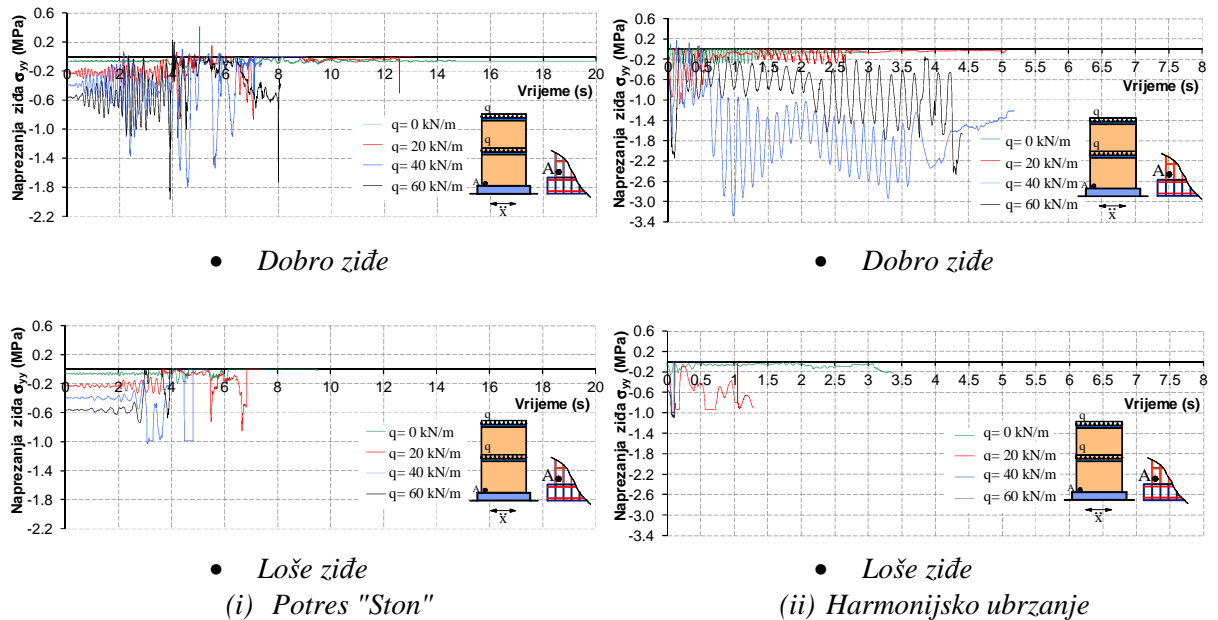 Naprezanja ziđa σyy (MPa)
0.6
0.2
-0.2
-0.6
-1.0
-1.4
-1.8
-2.2
0 2 4 6 8 10 12 14 16 18 20
Vrijeme (s)
q= 0 kN/m
q= 20 kN/m
q= 40 kN/m
q= 60 kN/m
q
q
A
A
ẍ
• Dobro ziđe
Naprezanja ziđa σyy (MPa)
0.6
0.2
-0.2
-0.6
-1.0
-1.4
-1.8
-2.2
-2.6
-3.0
-3.4
0 0.5 1 1.5 2 2.5 3 3.5 4 4.5 5 5.5 6 6.5 7 7.5 8
Vrijeme (s)
q= 0 kN/m
q= 20 kN/m
q= 40 kN/m
q= 60 kN/m
q
q
A
A
ẍ
• Dobro ziđe
Naprezanja ziđa σyy (MPa)
0.6
0.2
-0.2
-0.6
-1.0
-1.4
-1.8
-2.2
0 2 4 6 8 10 12 14 16 18 20
Vrijeme (s)
q= 0 kN/m
q= 20 kN/m
q= 40 kN/m
q= 60 kN/m
q
q
A
A
ẍ
• Loše ziđe
(i) Potres "Ston"
Naprezanja ziđa σyy (MPa)
0.6
0.2
-0.2
-0.6
-1.0
-1.4
-1.8
-2.2
-2.6
-3.0
-3.4
0 0.5 1 1.5 2 2.5 3 3.5 4 4.5 5 5.5 6 6.5 7 7.5 8
Vrijeme (s)
q= 0 kN/m
q= 20 kN/m
q= 40 kN/m
q= 60 kN/m
q
q
A
A
ẍ
• Loše ziđe
(ii) Harmonijsko ubrzanje